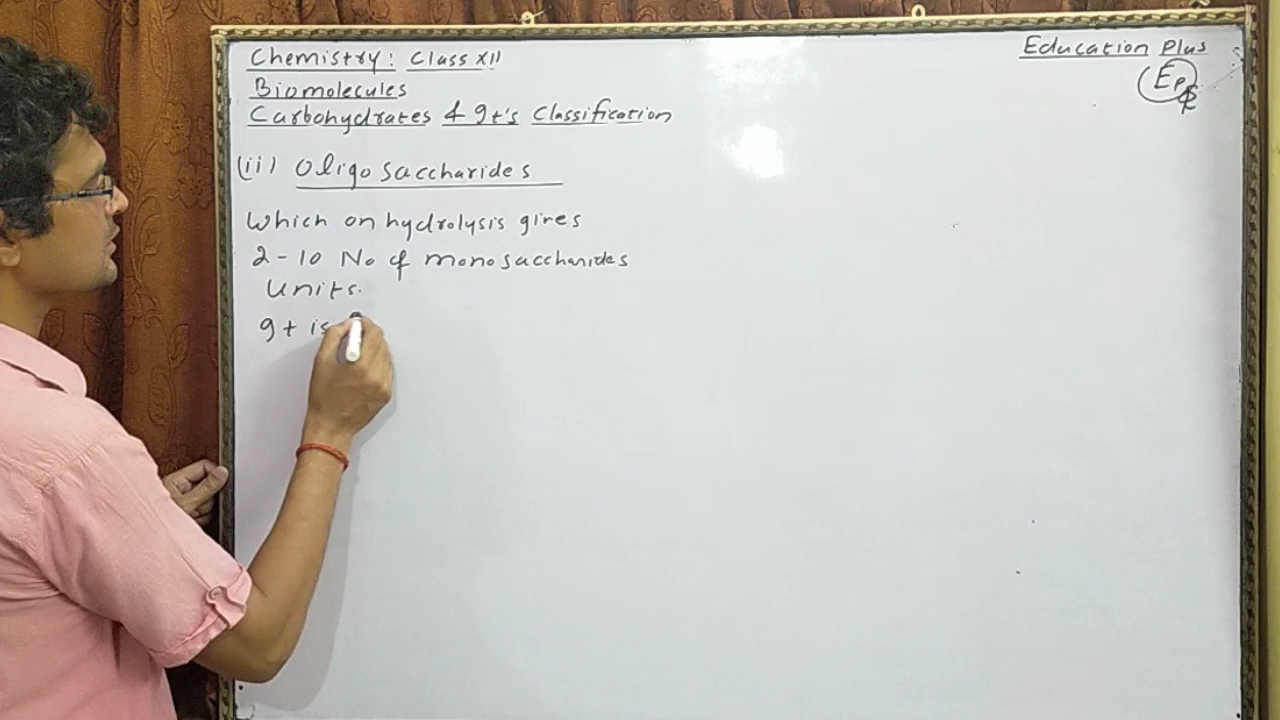 Chemistry: Class XII
Education Plus
EP
Biomolecules
Carbohydrates & It's Classification
(ii) Oligosaccharides
Which on hydrolysis gives
2-10 No of monosaccharides
Units.
It is